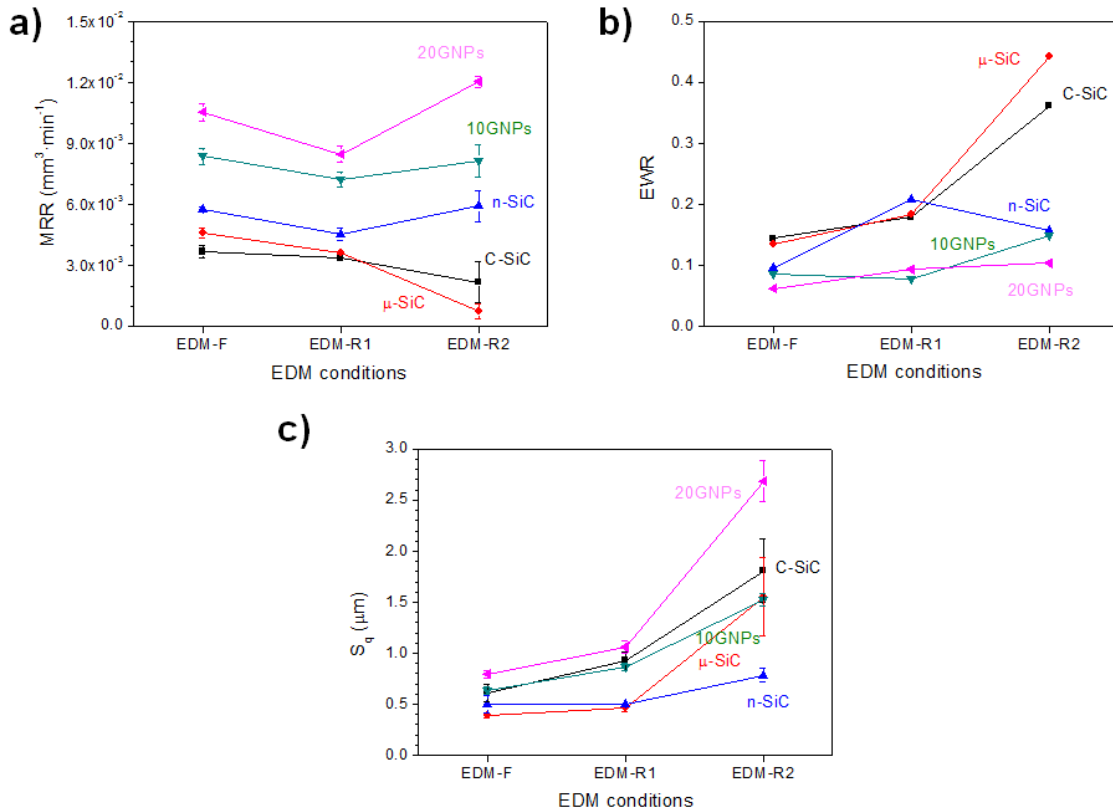 a)
MRR (mm³·min⁻¹)
1.5x10⁻²
1.2x10⁻²
9.0x10⁻³
6.0x10⁻³
3.0x10⁻³
0.0
20GNPs
10GNPs
n-SiC
C-SiC
μ-SiC
EDM-F EDM-R1 EDM-R2
EDM conditions
b)
EWR
0.5
0.4
0.3
0.2
0.1
0.0
μ-SiC
C-SiC
n-SiC
10GNPs
20GNPs
EDM-F EDM-R1 EDM-R2
EDM conditions
c)
S_q (μm)
3.0
2.5
2.0
1.5
1.0
0.5
0.0
20GNPs
C-SiC
10GNPs
μ-SiC
n-SiC
EDM-F EDM-R1 EDM-R2
EDM conditions